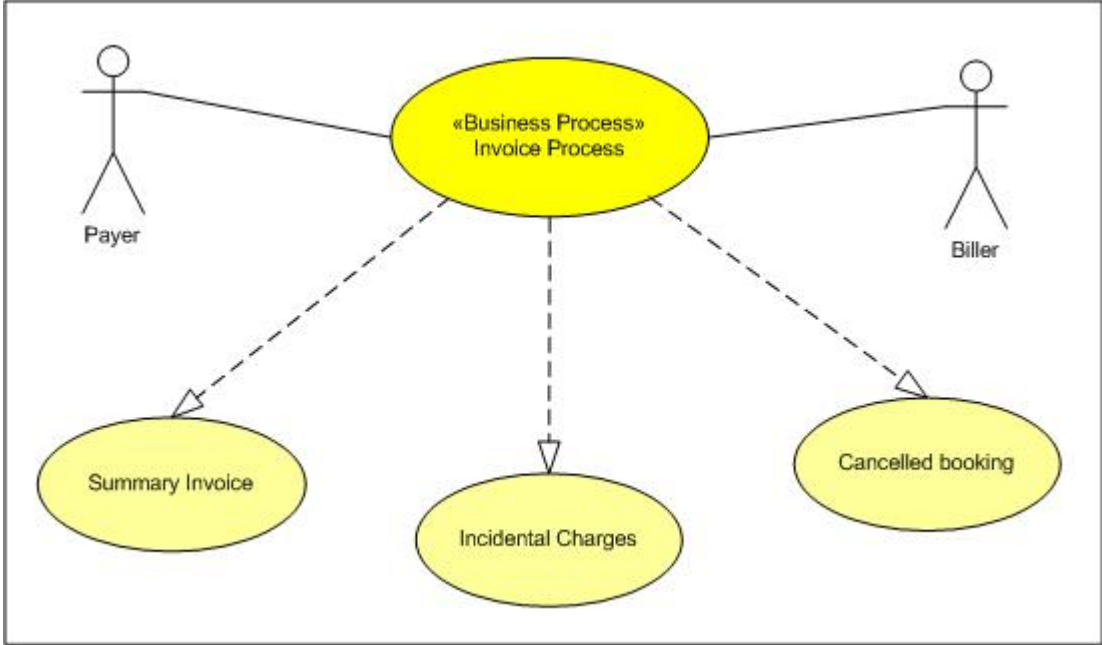 «Business Process»
Invoice Process
Payer
Biller
Summary Invoice
Cancelled booking
Incidental Charges